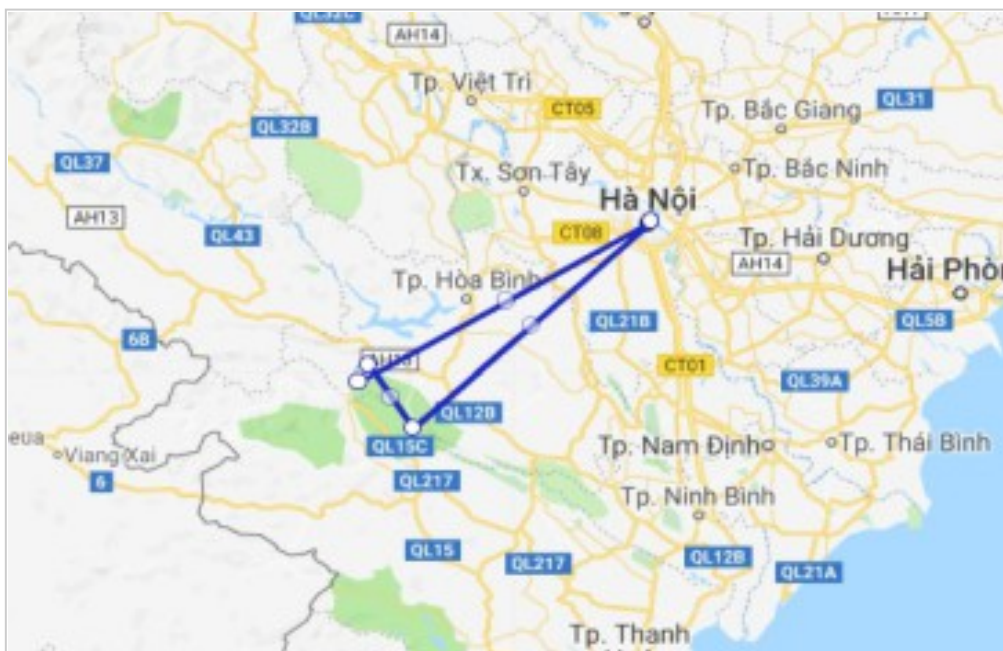 AH14
Tp. Việt Trì
CT05
QL31
Tp. Bắc Giang
QL32B
QL37
Tx. Sơn Tây
Tp. Bắc Ninh
Hà Nội
AH13
QL43
CT08
Tp. Hải Dương
AH14
Hải Phòn
Tp. Hòa Bình
QL21B
QL5B
6B
CT01
QL39A
QL12B
QL15C
Tp. Nam Định
Tp. Thái Bình
Viang Xai
6
QL217
Tp. Ninh Bình
QL15
QL217
QL12B
QL21A
Tp. Thanh